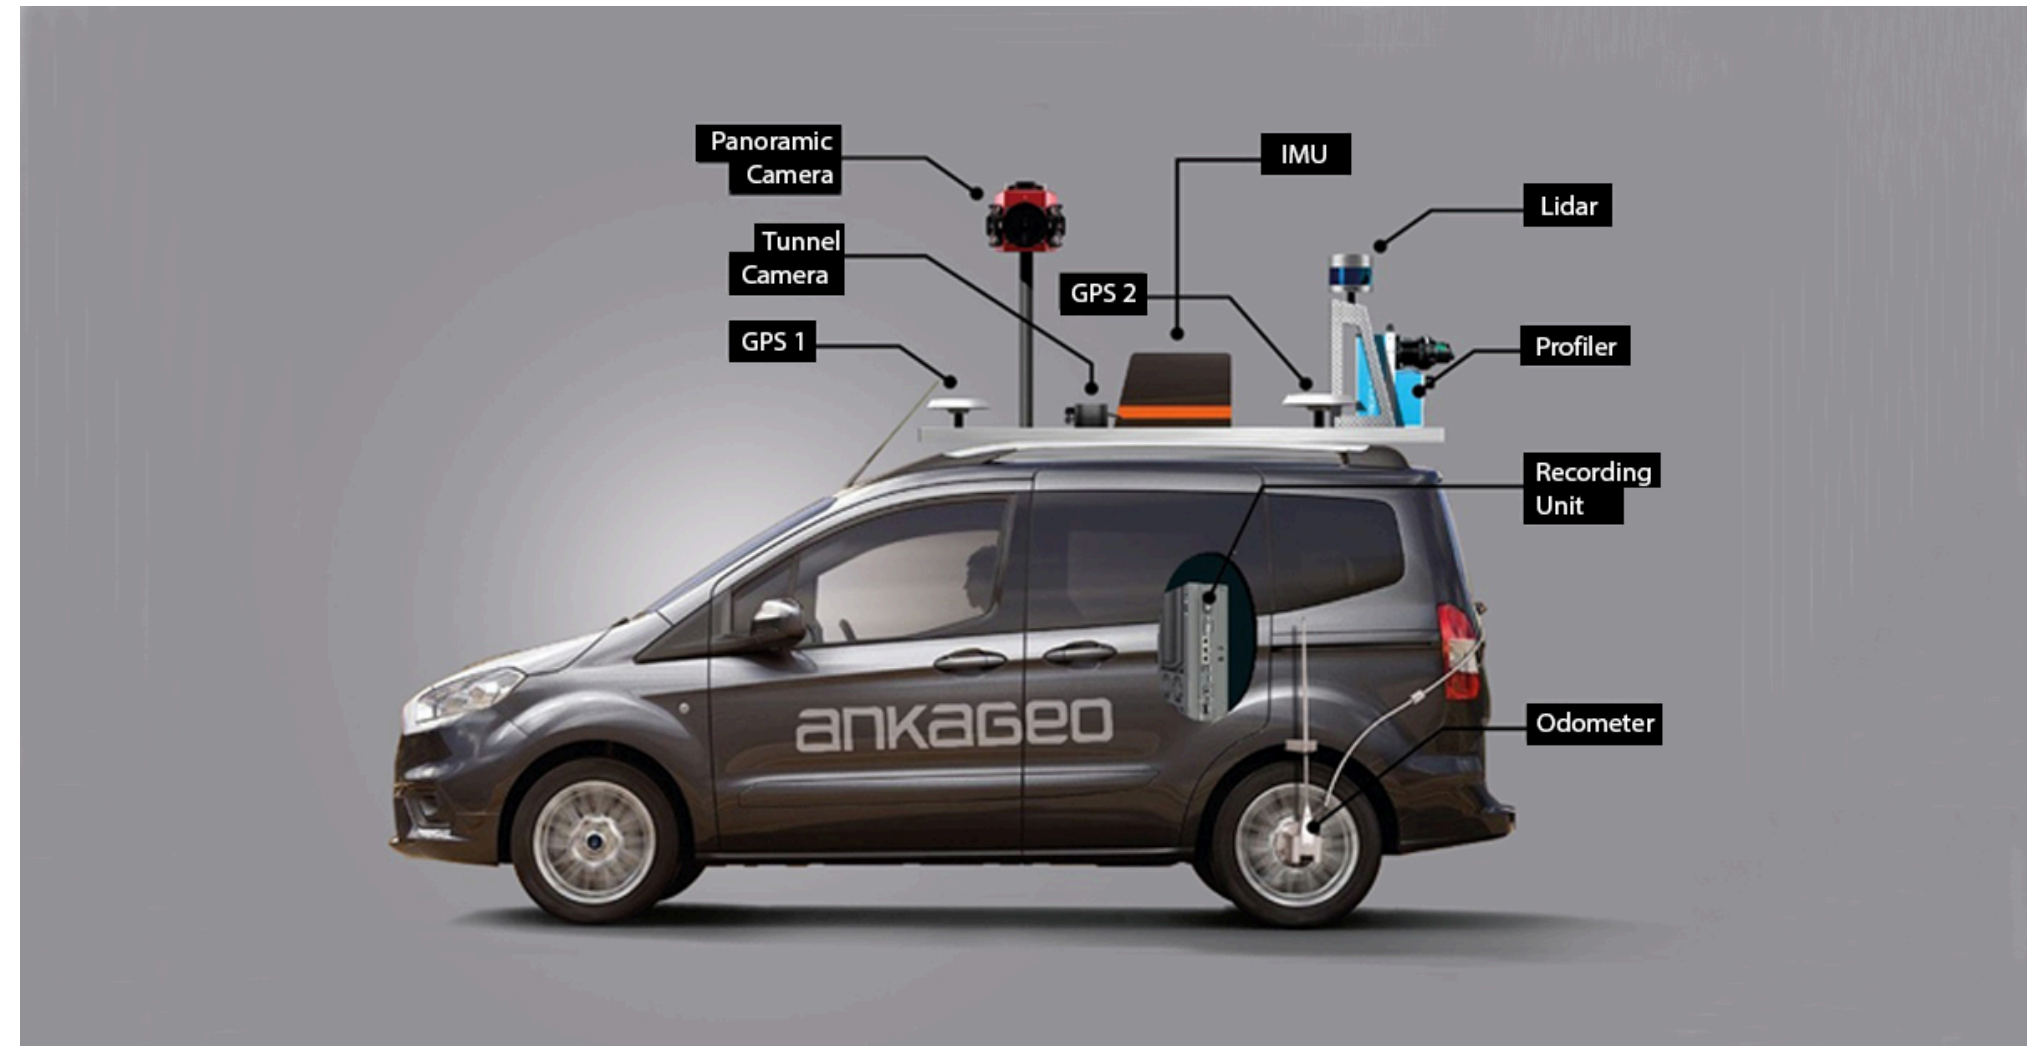 Panoramic
Camera
IMU
Lidar
Tunnel
Camera
GPS 2
GPS 1
Profiler
Recording
Unit
ankaGeo
Odometer